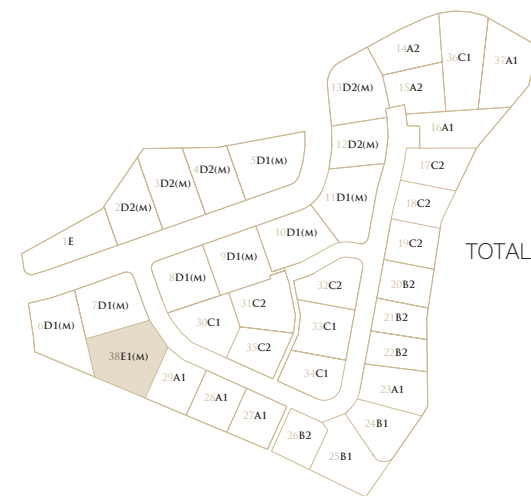 14A2
36C1
37A1
13D2(M)
15A2
16A1
12D2(M)
5D1(M)
4D2(M)
3D2(M)
17C2
2D2(M)
11D1(M)
18C2
1E
10D1(M)
19C2
TOTAL
9D1(M)
8D1(M)
32C2
20B2
7D1(M)
31C2
6D1(M)
30C1
33C1
21B2
35C2
22B2
38E1(M)
29A1
34C1
23A1
28A1
27A1
24B1
26B2
25B1